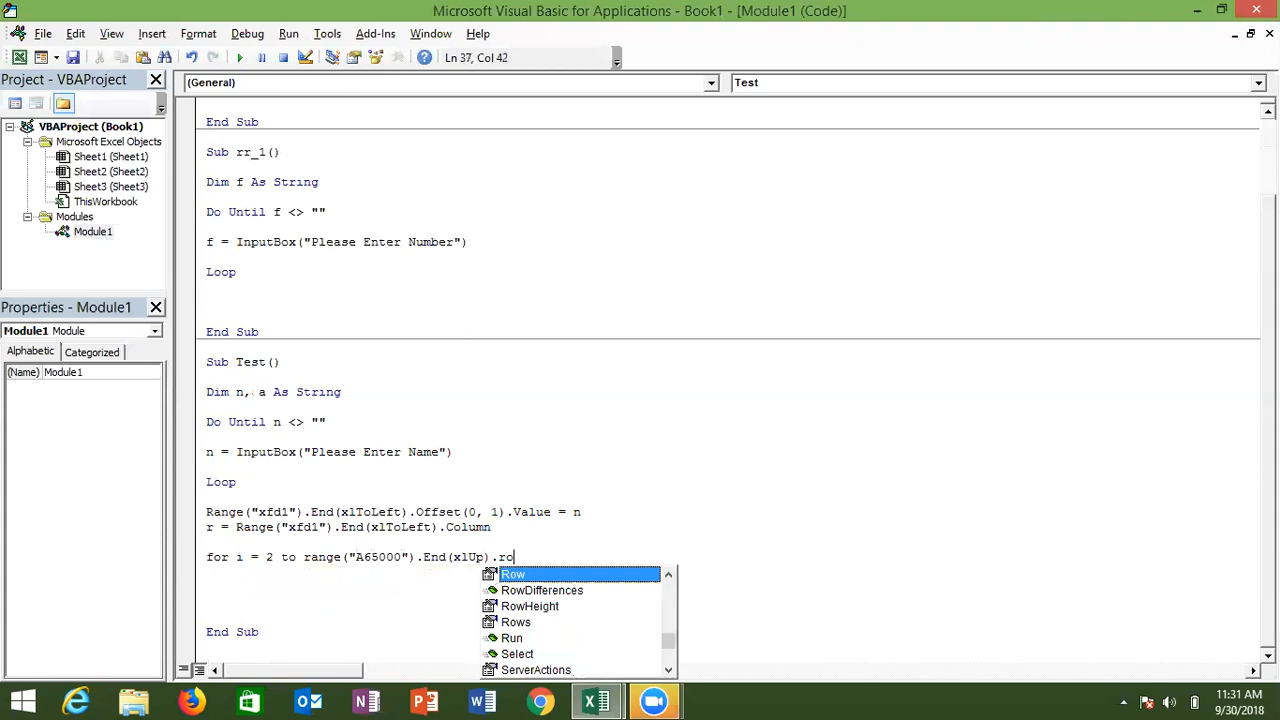 Microsoft Visual Basic for Applications - Book1 - [Module1 (Code)]
File Edit View Insert Format Debug Run Tools Add-Ins Window Help
Ln 37, Col 42
Project - VBAProject
(General)
Test
VBAProject (Book1)
Microsoft Excel Objects
Sheet1 (Sheet1)
Sheet2 (Sheet2)
Sheet3 (Sheet3)
ThisWorkbook
Modules
Module1
Properties - Module1
Module1 Module
Alphabetic Categorized
(Name) Module1
End Sub
Sub rr_1()
Dim f As String
Do Until f <> ""
f = InputBox("Please Enter Number")
Loop
End Sub
Sub Test()
Dim n, a As String
Do Until n <> ""
n = InputBox("Please Enter Name")
Loop
Range("xfd1").End(xlToLeft).Offset(0, 1).Value = n
r = Range("xfd1").End(xlToLeft).Column
for i = 2 to range("A65000").End(xlUp).ro
Row
RowDifferences
RowHeight
Rows
Run
Select
ServerActions
End Sub
11:31 AM
9/30/2018